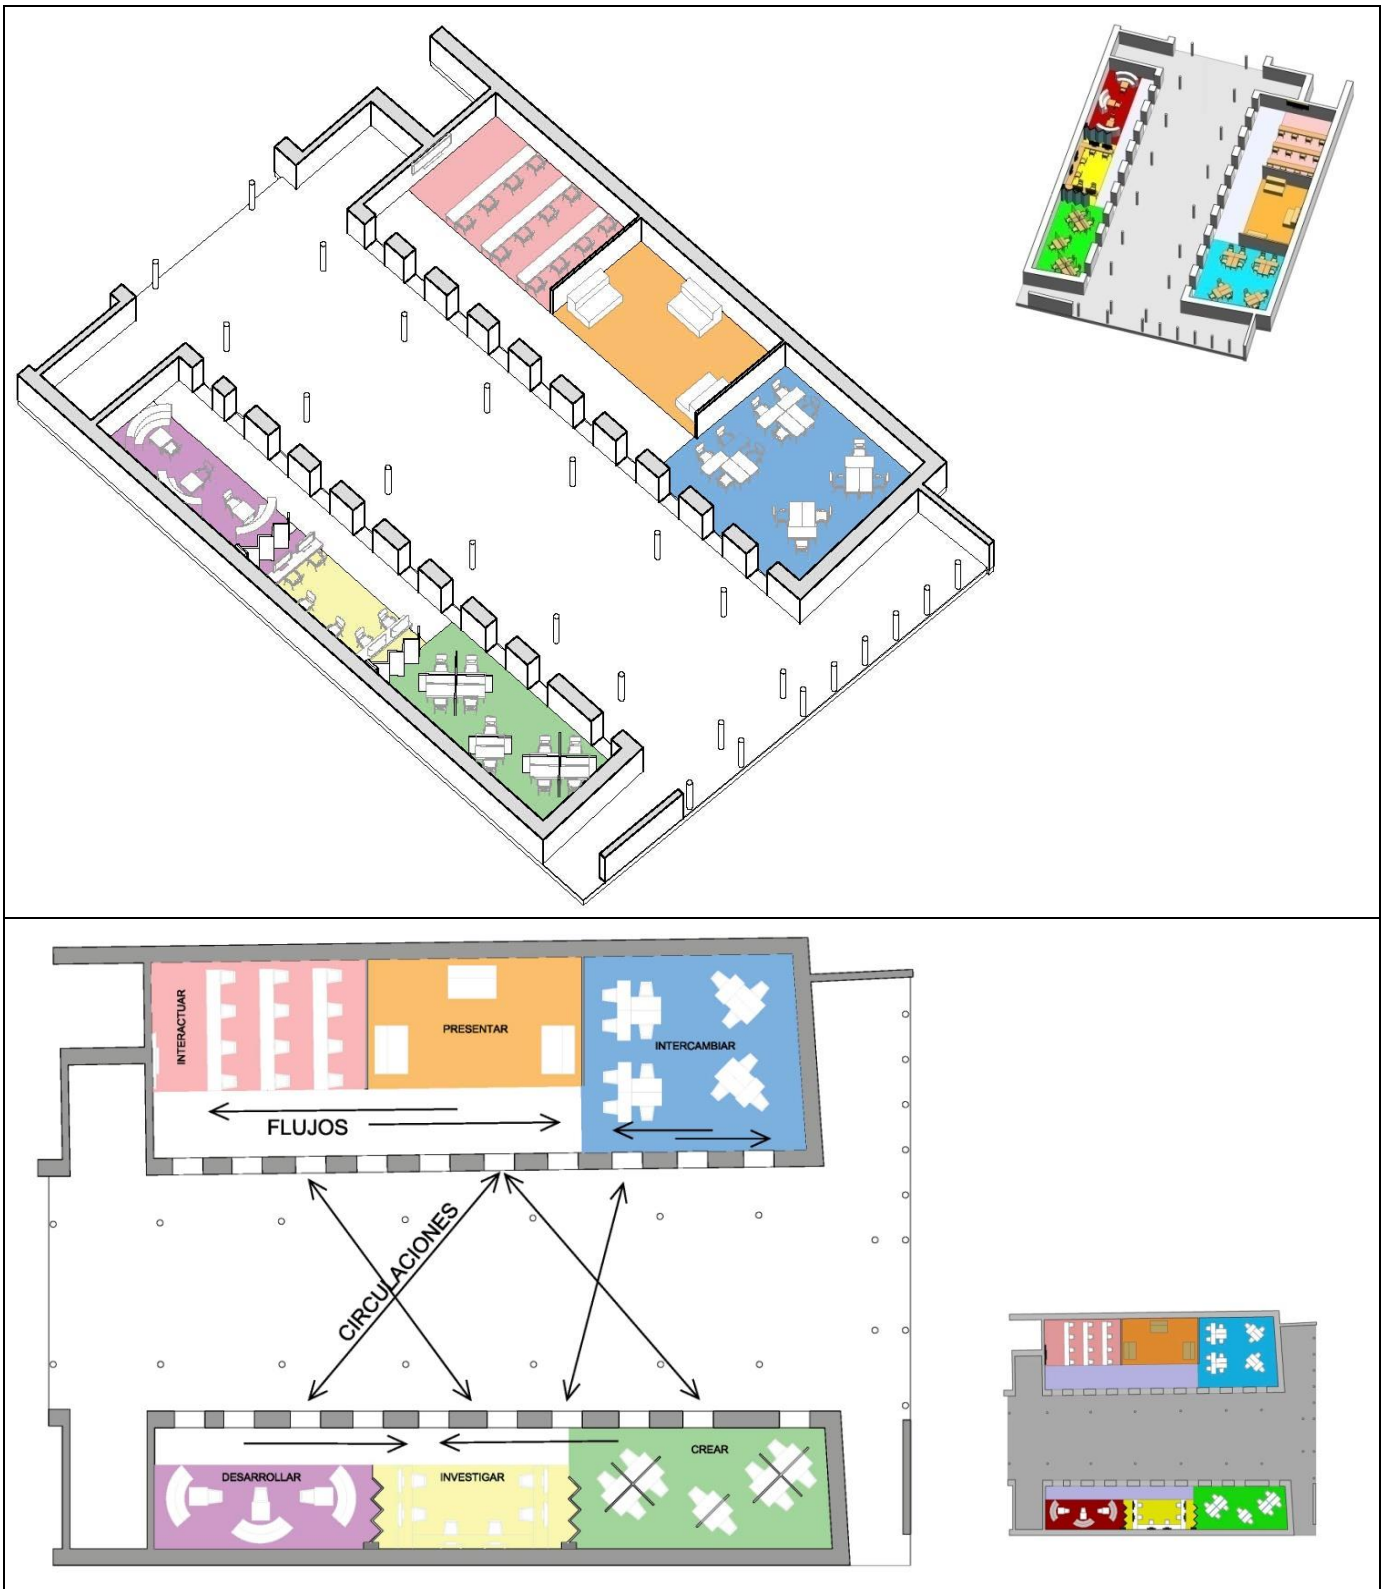 INTERACTUAR
PRESENTAR
INTERCAMBIAR
FLUJOS
CIRCULACIONES
DESARROLLAR
INVESTIGAR
CREAR